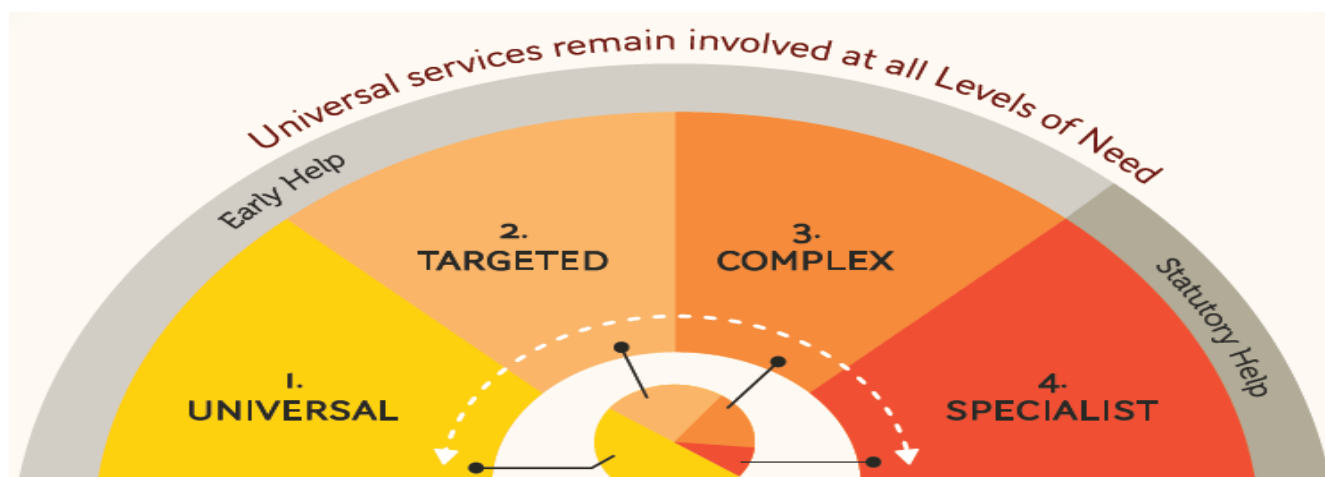 Universal services remain involved at all Levels of Need
Early Help
2.
TARGETED
3.
COMPLEX
Statutory Help
1.
UNIVERSAL
4.
SPECIALIST